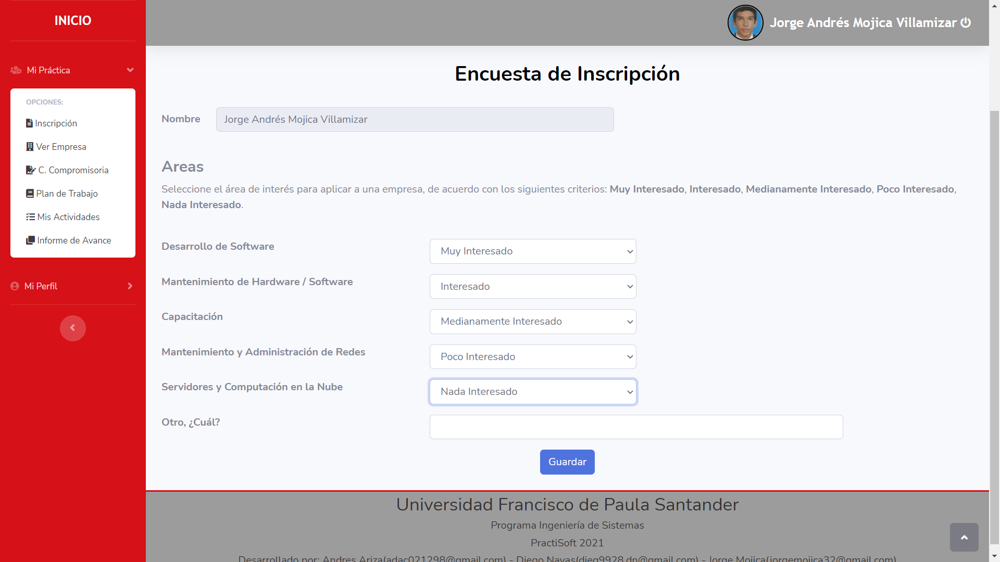 INICIO
Jorge Andrés Mojica Villamizar
Mi Práctica
OPCIONES:
Inscripción
Ver Empresa
C. Compromisoria
Plan de Trabajo
Mis Actividades
Informe de Avance
Mi Perfil
Encuesta de Inscripción
Nombre
Jorge Andrés Mojica Villamizar
Areas
Seleccione el área de interés para aplicar a una empresa, de acuerdo con los siguientes criterios: Muy Interesado, Interesado, Medianamente Interesado, Poco Interesado,
Nada Interesado.
Desarrollo de Software
Muy Interesado
Mantenimiento de Hardware / Software
Interesado
Capacitación
Medianamente Interesado
Mantenimiento y Administración de Redes
Poco Interesado
Servidores y Computación en la Nube
Nada Interesado
Otro, ¿Cuál?
Guardar
Universidad Francisco de Paula Santander
Programa Ingeniería de Sistemas
PractiSoft 2021
Desarrollado por: Andres Ariza(adac021298@gmail.com) - Diego Navas(dieg9928.dn@gmail.com) - Jorge Mojica(jorgemojica32@gmail.com)